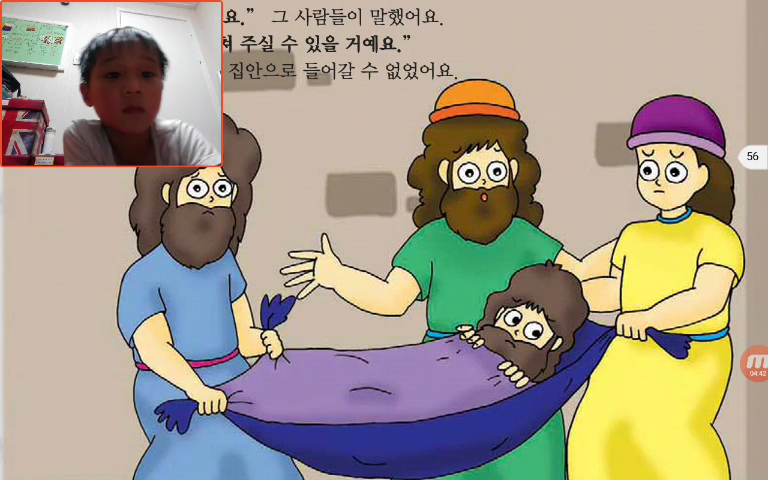 요.” 그 사람들이 말했어요.
주실 수 있을 거예요.”
집안으로 들어갈 수 없었어요.
56
04:42